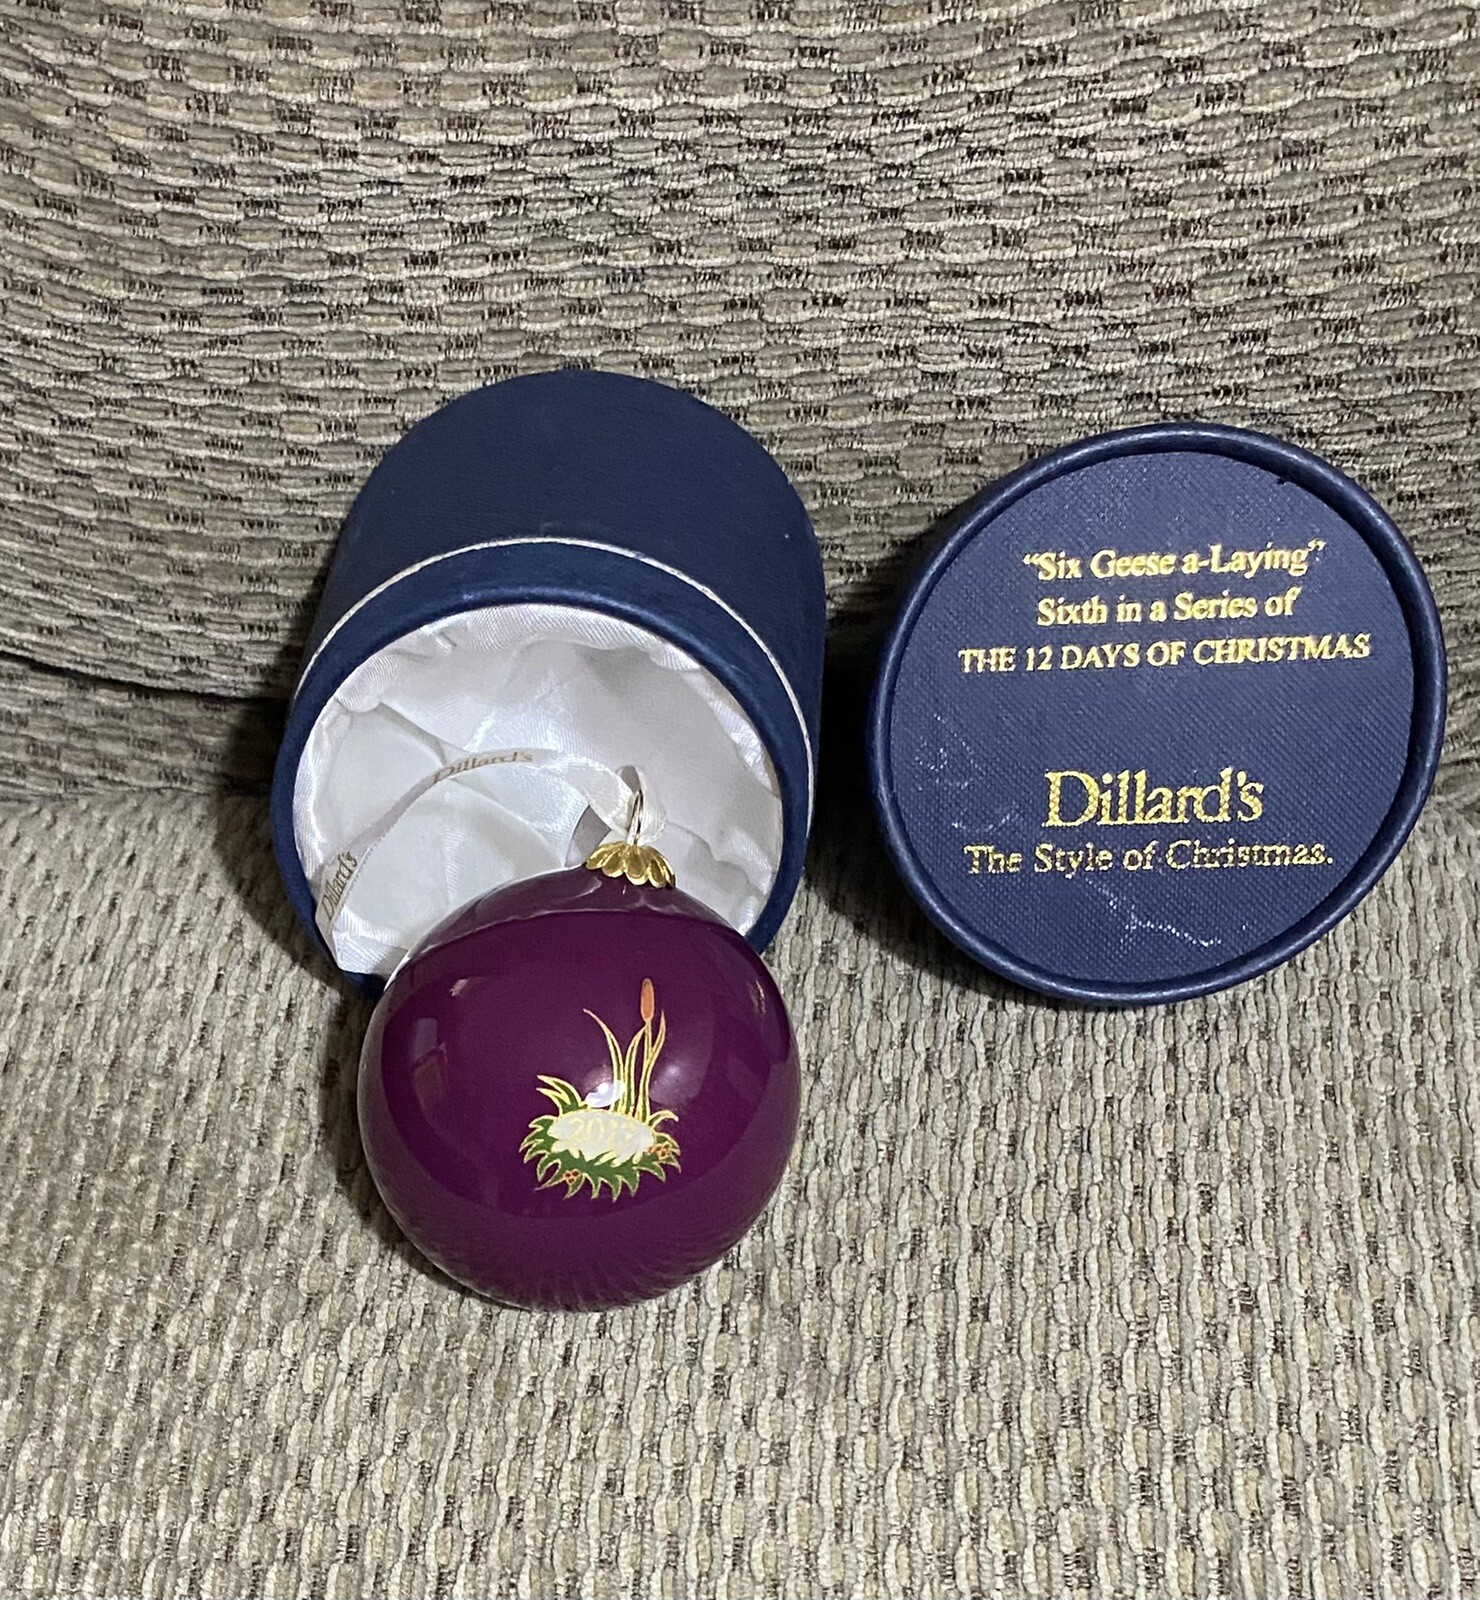 “Six Geese a-Laying”
Sixth in a Series of
THE 12 DAYS OF CHRISTMAS
Dillard's
The Style of Christmas.
Dillard's
Dillard's